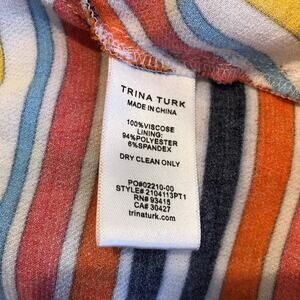 TRINA TURK
MADE IN CHINA
100%VISCOSE
LINING:
94%POLYESTER
6%SPANDEX
DRY CLEAN ONLY
PO#02210-00
STYLE# 2104113PT1
RN# 93415
CA# 30427
trinaturk.com